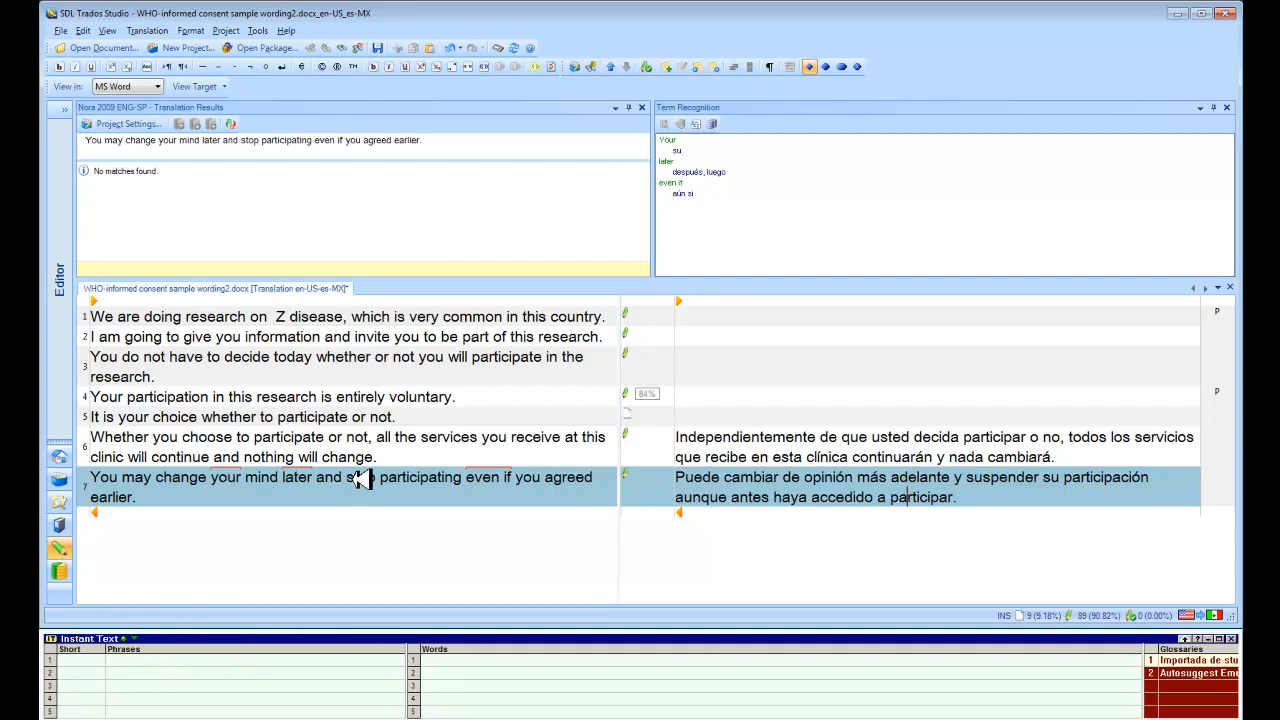 SDL Trados Studio - WHO-informed consent sample wording2.docx_en-US_es-MX
File Edit View Translation Format Project Tools Help
Open Document... New Project... Open Package...
View in: MS Word View Target
Nora 2009 ENG-SP - Translation Results
Project Settings...
You may change your mind later and stop participating even if you agreed earlier.
No matches found.
Term Recognition
Your
su
later
después, luego
even if
aún si
Editor
WHO-informed consent sample wording2.docx [Translation en-US-es-MX]*
1 We are doing research on Z disease, which is very common in this country. P
2 I am going to give you information and invite you to be part of this research.
3 You do not have to decide today whether or not you will participate in the
research.
4 Your participation in this research is entirely voluntary. 84% P
5 It is your choice whether to participate or not.
6 Whether you choose to participate or not, all the services you receive at this
clinic will continue and nothing will change.
Independientemente de que usted decida participar o no, todos los servicios
que recibe en esta clínica continuarán y nada cambiará.
7 You may change your mind later and participating even if you agreed
earlier.
Puede cambiar de opinión más adelante y suspender su participación
aunque antes haya accedido a participar.
INS 9 (9.18%) 89 (90.82%) 0 (0.00%)
IT Instant Text
Short Phrases Words Glossaries
1 1 1 Importada de stu
2 2 2 Autosuggest Emu
3 3
4 4
5 5